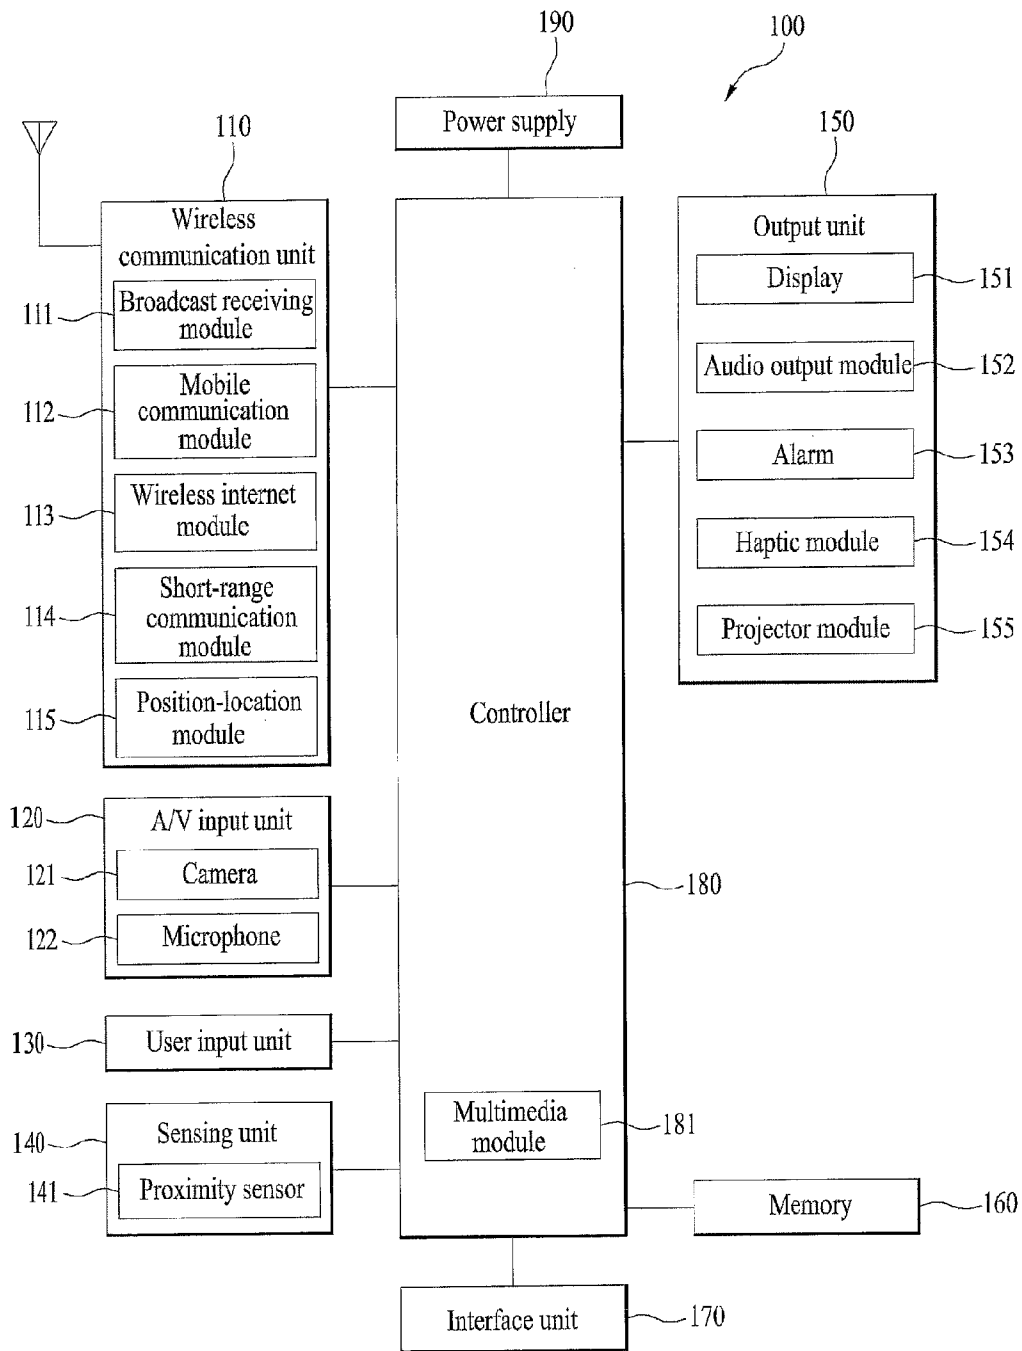 190
100
Power supply
110
150
Wireless
communication unit
Output unit
Display
151
111
Broadcast receiving
module
Audio output module
152
112
Mobile
communication
module
Alarm
153
113
Wireless internet
module
Haptic module
154
114
Short-range
communication
module
Projector module
155
115
Position-location
module
Controller
120
A/V input unit
121
Camera
180
122
Microphone
130
User input unit
Multimedia
module
181
140
Sensing unit
141
Proximity sensor
Memory
160
Interface unit
170